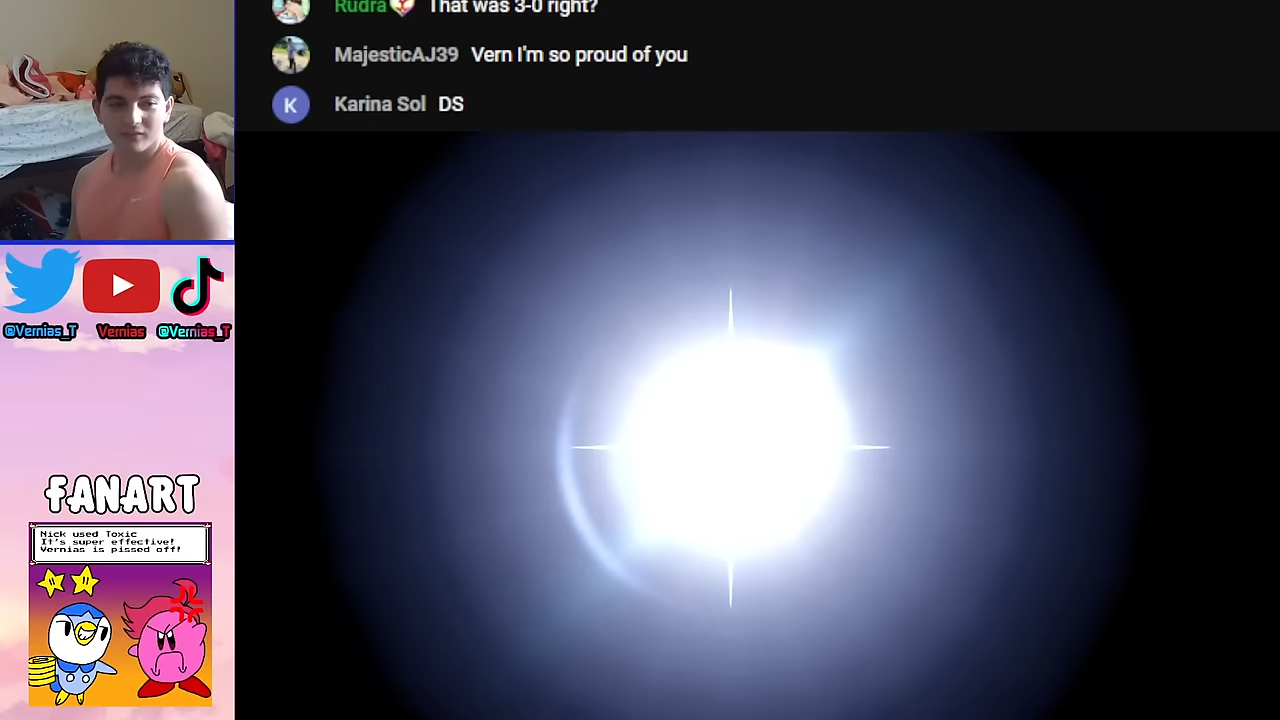 Rudra That was 3-0 right?
MajesticAJ39 Vern I'm so proud of you
K Karina Sol DS
@Vernias_T Vernias @Vernias_T
FANART
Nick used Toxic
It's super effective!
Vernias is pissed off!